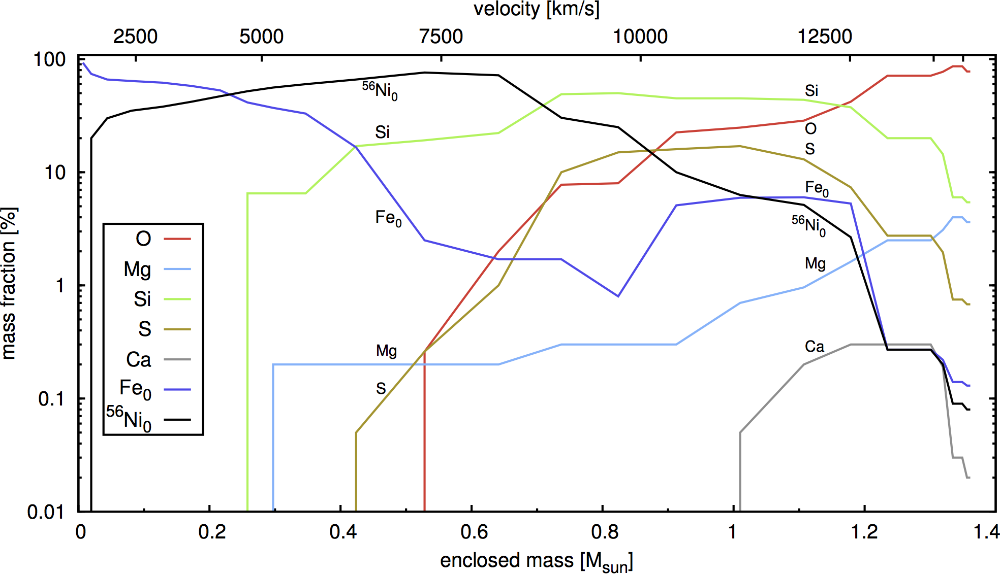 velocity [km/s]
2500 5000 7500 10000 12500
100
10
1
0.1
0.01
mass fraction [%]
56Ni0
Si
Fe0
Mg
S
Si
O
S
Fe0
56Ni0
Mg
Ca
O
Mg
Si
S
Ca
Fe0
56Ni0
0 0.2 0.4 0.6 0.8 1 1.2 1.4
enclosed mass [Msun]